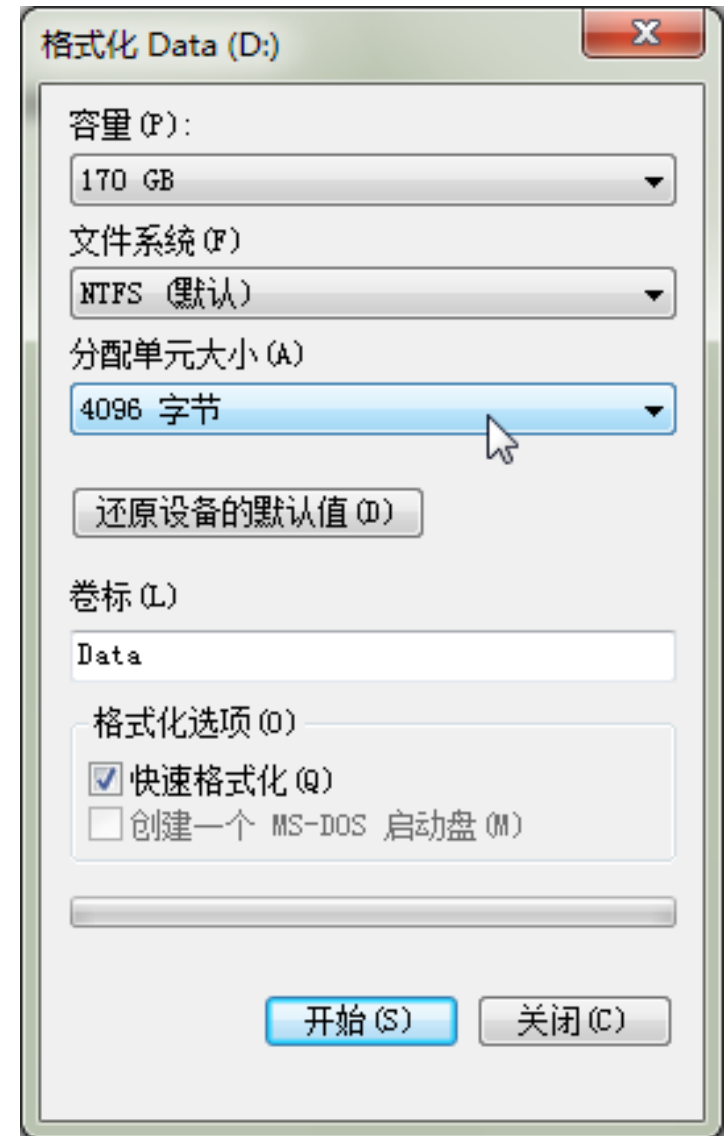 格式化 Data (D:)
容量(P):
170 GB
文件系统(F)
NTFS (默认)
分配单元大小(A)
4096 字节
还原设备的默认值(D)
卷标(L)
Data
格式化选项(O)
快速格式化(Q)
创建一个 MS-DOS 启动盘(M)
开始(S)
关闭(C)